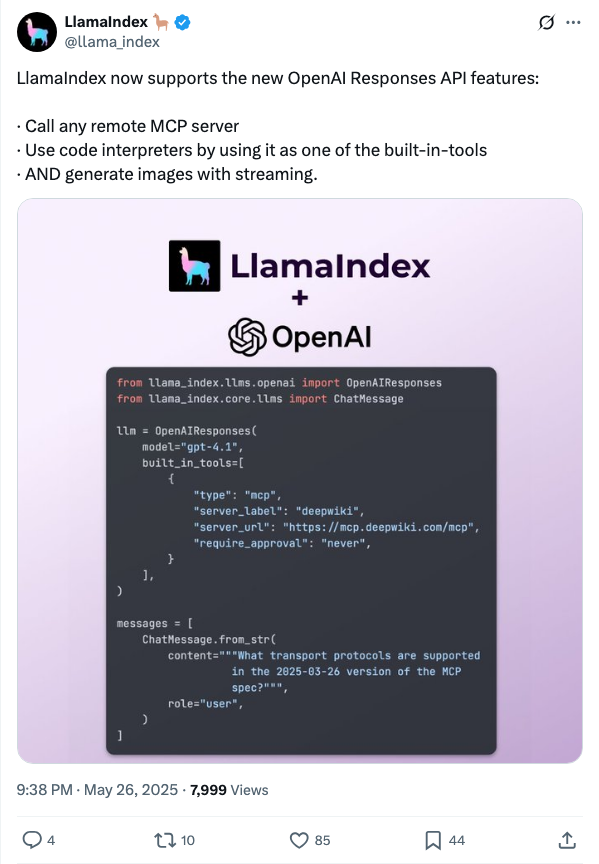 LlamaIndex 🦙
@llama_index
LlamaIndex now supports the new OpenAI Responses API features:
· Call any remote MCP server
· Use code interpreters by using it as one of the built-in-tools
· AND generate images with streaming.
LlamaIndex
+
OpenAI
from llama_index.llms.openai import OpenAIResponses
from llama_index.core.llms import ChatMessage
llm = OpenAIResponses(
    model="gpt-4.1",
    built_in_tools=[
        {
            "type": "mcp",
            "server_label": "deepwiki",
            "server_url": "https://mcp.deepwiki.com/mcp",
            "require_approval": "never",
        }
    ],
)
messages = [
    ChatMessage.from_str(
        content="""What transport protocols are supported
                  in the 2025-03-26 version of the MCP
                  spec?""",
        role="user",
    )
]
9:38 PM · May 26, 2025 · 7,999 Views
4 10 85 44